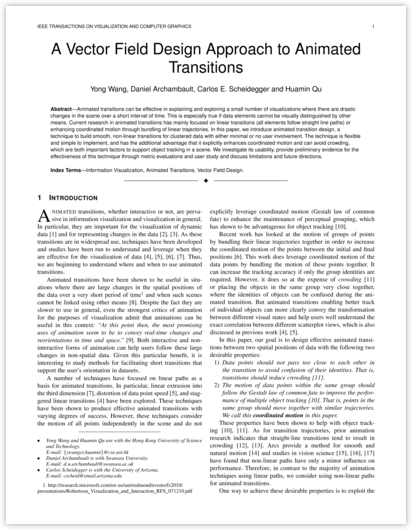 IEEE TRANSACTIONS ON VISUALIZATION AND COMPUTER GRAPHICS
1
A Vector Field Design Approach to Animated
Transitions
Yong Wang, Daniel Archambault, Carlos E. Scheidegger and Huamin Qu
Abstract—Animated transitions can be effective in explaining and exploring a small number of visualizations where there are drastic
changes in the scene over a short interval of time. This is especially true if data elements cannot be visually distinguished by other
means. Current research in animated transitions has mainly focused on linear transitions (all elements follow straight line paths) or
enhancing coordinated motion through bundling of linear trajectories. In this paper, we introduce animated transition design, a
technique to build smooth, non-linear transitions for clustered data with either minimal or no user involvement. The technique is flexible
and simple to implement, and has the additional advantage that it explicitly enhances coordinated motion and can avoid crowding,
which are both important factors to support object tracking in a scene. We investigate its usability, provide preliminary evidence for the
effectiveness of this technique through metric evaluations and user study and discuss limitations and future directions.
Index Terms—Information Visualization, Animated Transitions, Vector Field Design.
1 INTRODUCTION
ANIMATED transitions, whether interactive or not, are perva-
sive in information visualization and visualization in general.
In particular, they are important for the visualization of dynamic
data [1] and for representing changes in the data [2], [3]. As these
transitions are in widespread use, techniques have been developed
and studies have been ran to understand and leverage when they
are effective for the visualization of data [4], [5], [6], [7]. Thus,
we are beginning to understand where and when to use animated
transitions.
Animated transitions have been shown to be useful in situ-
ations where there are large changes in the spatial positions of
the data over a very short period of time¹ and when such scenes
cannot be linked using other means [8]. Despite the fact they are
slower to use in general, even the strongest critics of animation
for the purposes of visualization admit that animations can be
useful in this context: "At this point then, the most promising
uses of animation seem to be to convey real-time changes and
reorientations in time and space." [9]. Both interactive and non-
interactive forms of animation can help users follow these large
changes in non-spatial data. Given this particular benefit, it is
interesting to study methods for facilitating short transitions that
support the user's orientation in datasets.
A number of techniques have focused on linear paths as a
basis for animated transitions. In particular, linear extrusion into
the third dimension [7], distortion of data point speed [5], and stag-
gered linear transitions [4] have been explored. These techniques
have been shown to produce effective animated transitions with
varying degrees of success. However, these techniques consider
the motion of all points independently in the scene and do not
• Yong Wang and Huamin Qu are with the Hong Kong University of Science
and Technology.
E-mail: {ywangct,huamin}@cse.ust.hk
• Daniel Archambault is with Swansea University.
E-mail: d.w.archambault@swansea.ac.uk
• Carlos Scheidegger is with the University of Arizona.
E-mail: cscheid@email.arizona.edu
1. http://research.microsoft.com/en-us/um/redmond/events/fs2010/
presentations/Robertson_Visualization_and_Interaction_RFS_071210.pdf
explicitly leverage coordinated motion (Gestalt law of common
fate) to enhance the maintenance of perceptual grouping, which
has shown to be advantageous for object tracking [10].
Recent work has looked at the motion of groups of points
by bundling their linear trajectories together in order to increase
the coordinated motion of the points between the initial and final
positions [6]. This work does leverage coordinated motion of the
data points by bundling the motion of these points together. It
can increase the tracking accuracy if only the group identities are
required. However, it does so at the expense of crowding [11]
or placing the objects in the same group very close together,
where the identities of objects can be confused during the ani-
mated transition. But animated transitions enabling better track
of individual objects can more clearly convey the transformation
between different visual states and help users well understand the
exact correlation between different scatterplot views, which is also
discussed in previous work [4], [5].
In this paper, our goal is to design effective animated transi-
tions between two spatial positions of data with the following two
desirable properties:
1) Data points should not pass too close to each other in
the transition to avoid confusion of their identities. That is,
transitions should reduce crowding [11].
2) The motion of data points within the same group should
follow the Gestalt law of common fate to improve the perfor-
mance of multiple object tracking [10]. That is, points in the
same group should move together with similar trajectories.
We call this coordinated motion in this paper.
These properties have been shown to help with object track-
ing [10], [11]. As for transition trajectories, prior animation
research indicates that straight-line transitions tend to result in
crowding [12], [13]. Arcs provide a method for smooth and
natural motion [14] and studies in vision science [15], [16], [17]
have found that non-linear paths have only a minor influence on
performance. Therefore, in contrast to the majority of animation
techniques using linear paths, we consider using non-linear paths
for animated transitions.
One way to achieve these desirable properties is to exploit the